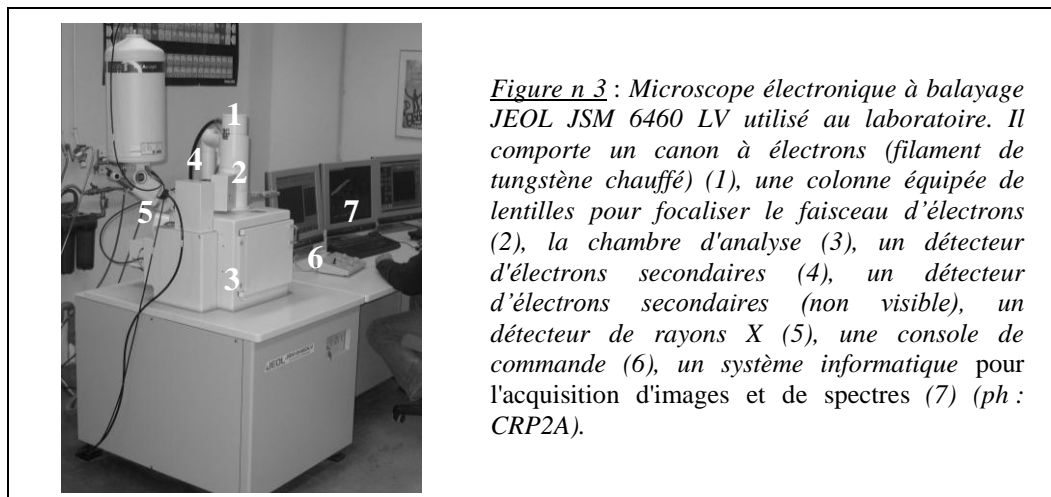 1
4
2
5
7
6
3
JEOL
Figure n 3 : Microscope électronique à balayage
JEOL JSM 6460 LV utilisé au laboratoire. Il
comporte un canon à électrons (filament de
tungstène chauffé) (1), une colonne équipée de
lentilles pour focaliser le faisceau d'électrons
(2), la chambre d'analyse (3), un détecteur
d'électrons secondaires (4), un détecteur
d'électrons secondaires (non visible), un
détecteur de rayons X (5), une console de
commande (6), un système informatique pour
l'acquisition d'images et de spectres (7) (ph :
CRP2A).